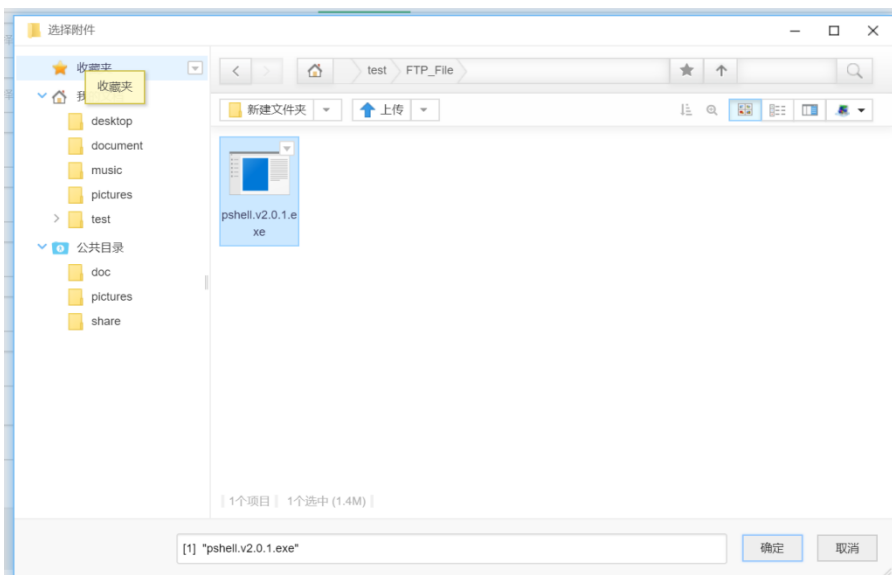 选择附件
收藏夹
收藏夹
desktop
document
music
pictures
test
公共目录
doc
pictures
share
test
FTP_File
新建文件夹
上传
pshell.v2.0.1.e
xe
1个项目
1个选中 (1.4M)
[1] "pshell.v2.0.1.exe"
确定
取消